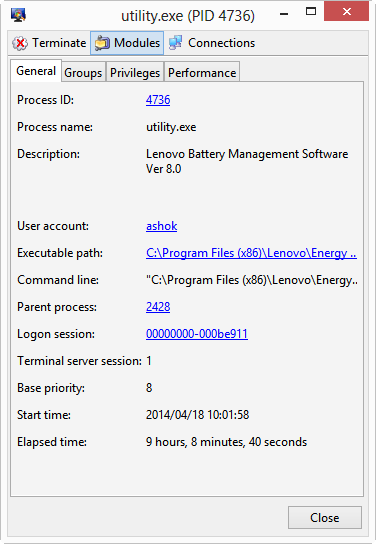 utility.exe (PID 4736)
Terminate Modules Connections
General Groups Privileges Performance
Process ID: 4736
Process name: utility.exe
Description: Lenovo Battery Management Software
Ver 8.0
User account: ashok
Executable path: C:\Program Files (x86)\Lenovo\Energy ..
Command line: "C:\Program Files (x86)\Lenovo\Energy..
Parent process: 2428
Logon session: 00000000-000be911
Terminal server session: 1
Base priority: 8
Start time: 2014/04/18 10:01:58
Elapsed time: 9 hours, 8 minutes, 40 seconds
Close